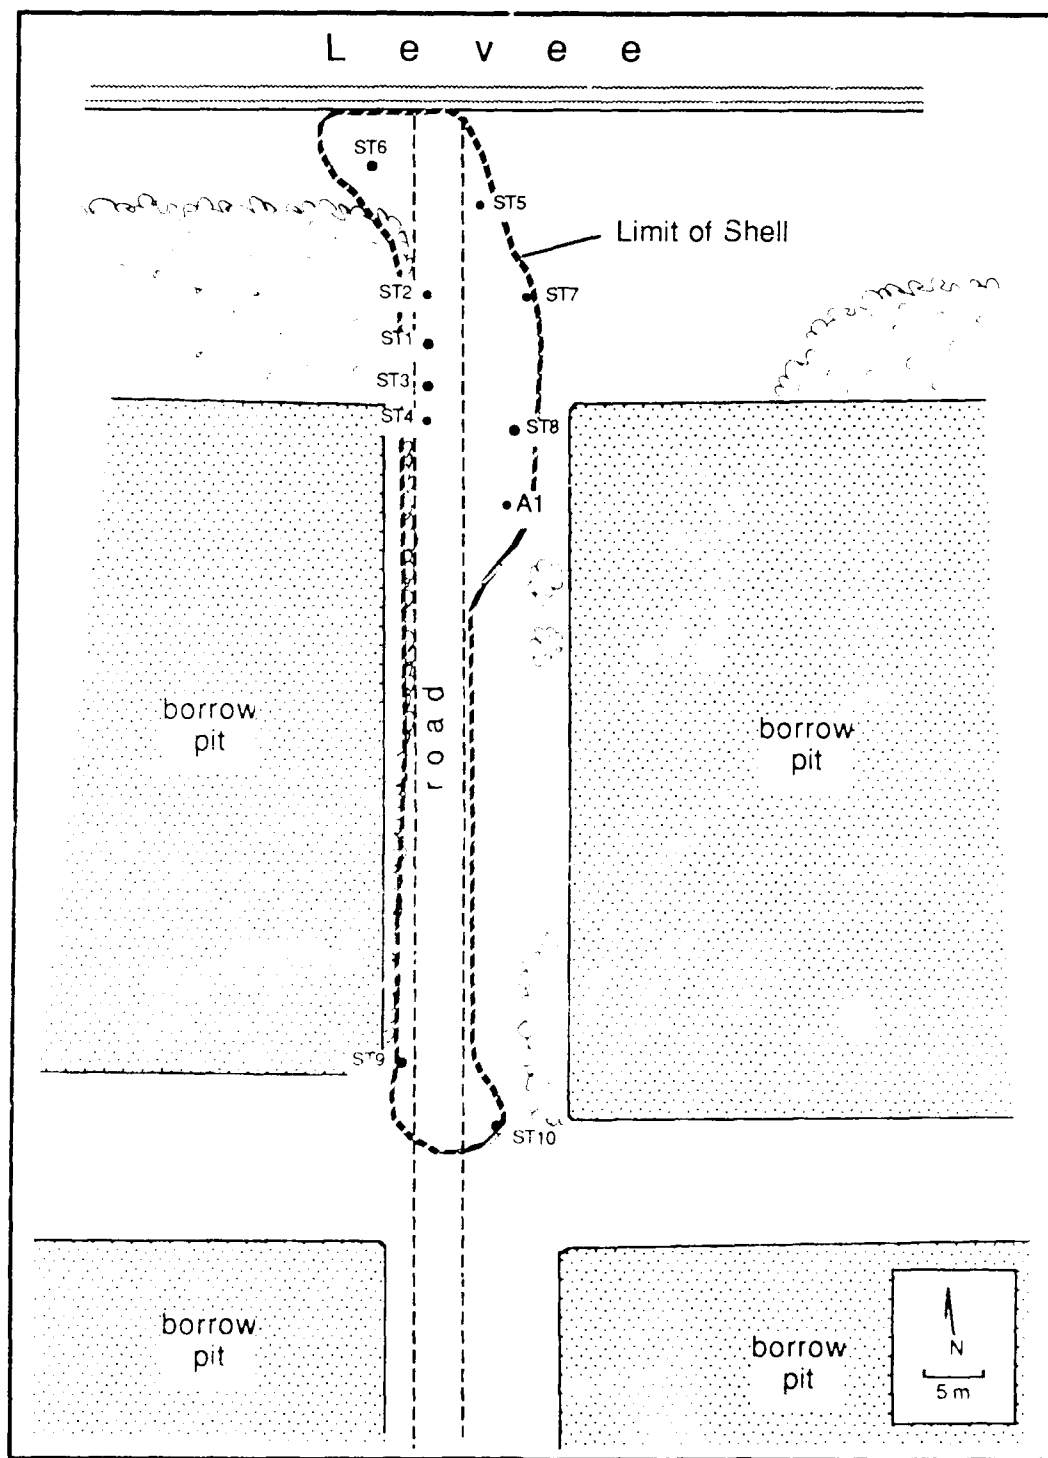 Levee
ST6
ST5
Limit of Shell
ST2
ST7
ST1
ST3
ST4
ST8
A1
road
borrow
pit
borrow
pit
ST9
ST10
borrow
pit
borrow
pit
N
5 m